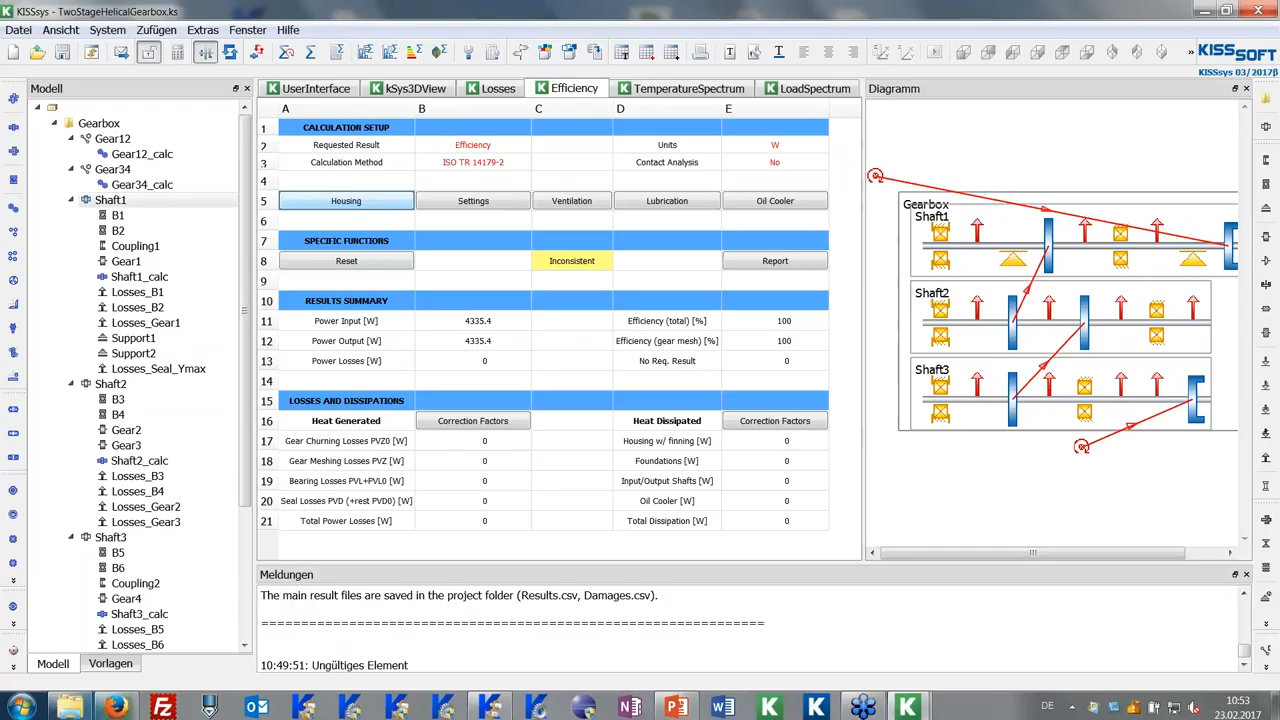 KISSsys - TwoStageHelicalGearbox.ks
Datei Ansicht System Zufügen Extras Fenster Hilfe
KISSSOFT
KISSsys 03/2017β
Modell
Gearbox
Gear12
Gear12_calc
Gear34
Gear34_calc
Shaft1
B1
B2
Coupling1
Gear1
Shaft1_calc
Losses_B1
Losses_B2
Losses_Gear1
Support1
Support2
Losses_Seal_Ymax
Shaft2
B3
B4
Gear2
Gear3
Shaft2_calc
Losses_B3
Losses_B4
Losses_Gear2
Losses_Gear3
Shaft3
B5
B6
Coupling2
Gear4
Shaft3_calc
Losses_B5
Losses_B6
Modell Vorlagen
UserInterface kSys3DView Losses Efficiency TemperatureSpectrum LoadSpectrum
A B C D E
1 CALCULATION SETUP
2 Requested Result Efficiency Units W
3 Calculation Method ISO TR 14179-2 Contact Analysis No
4
5 Housing Settings Ventilation Lubrication Oil Cooler
6
7 SPECIFIC FUNCTIONS
8 Reset Inconsistent Report
9
10 RESULTS SUMMARY
11 Power Input [W] 4335.4 Efficiency (total) [%] 100
12 Power Output [W] 4335.4 Efficiency (gear mesh) [%] 100
13 Power Losses [W] 0 No Req. Result 0
14
15 LOSSES AND DISSIPATIONS
16 Heat Generated Correction Factors Heat Dissipated Correction Factors
17 Gear Churning Losses PVZ0 [W] 0 Housing w/ finning [W] 0
18 Gear Meshing Losses PVZ [W] 0 Foundations [W] 0
19 Bearing Losses PVL+PVL0 [W] 0 Input/Output Shafts [W] 0
20 Seal Losses PVD (+rest PVD0) [W] 0 Oil Cooler [W] 0
21 Total Power Losses [W] 0 Total Dissipation [W] 0
Diagramm
Gearbox
Shaft1
Shaft2
Shaft3
Meldungen
The main result files are saved in the project folder (Results.csv, Damages.csv).
================================================================
10:49:51: Ungültiges Element
DE
10:53
23.02.2017